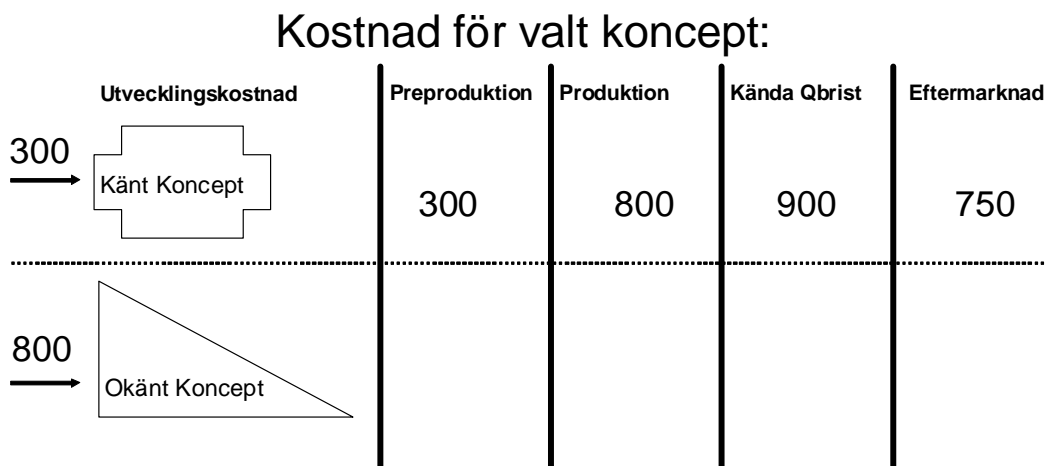 Kostnad för valt koncept:
Utvecklingskostnad Preproduktion Produktion Kända Qbrist Eftermarknad
300
Känt Koncept
300 800 900 750
800
Okänt Koncept